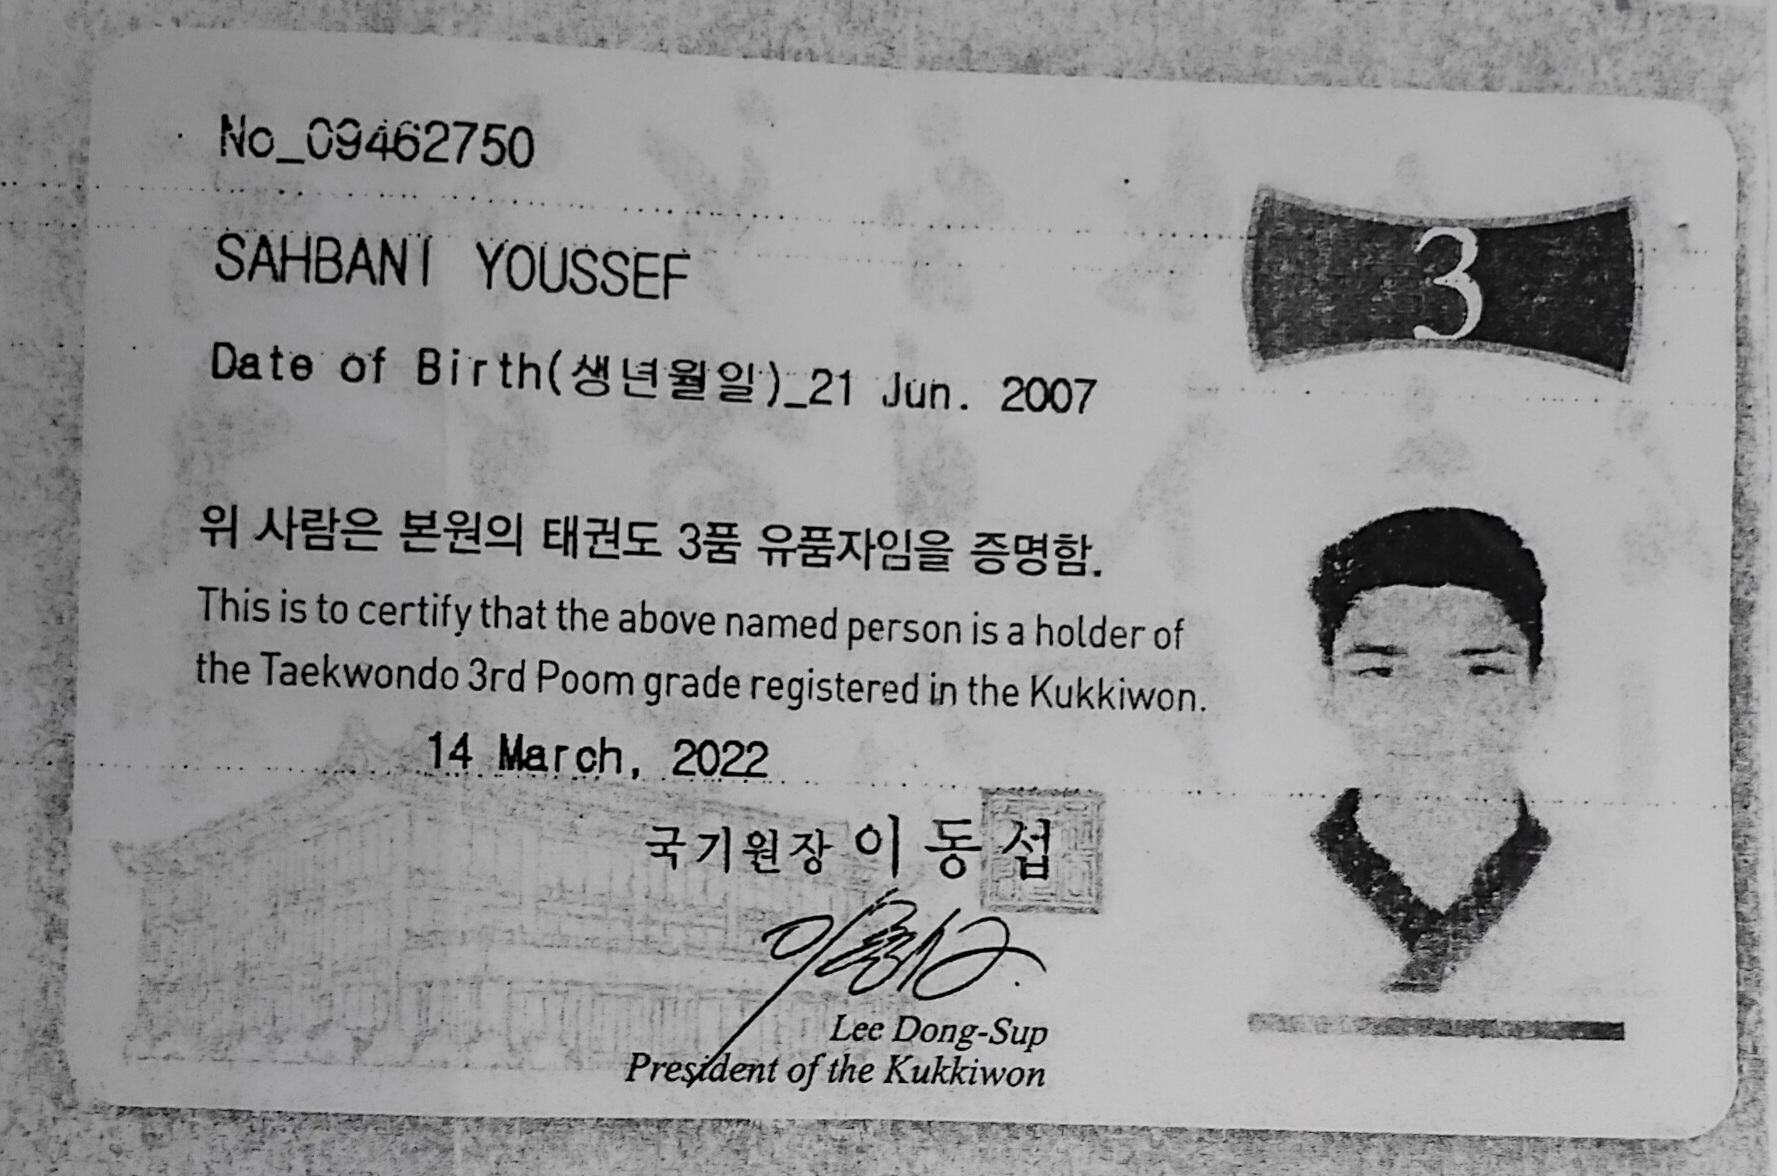 No_09462750
SAHBANI YOUSSEF
Date of Birth(생년월일)_21 Jun. 2007
3
위 사람은 본원의 태권도 3품 유품자임을 증명함.
This is to certify that the above named person is a holder of
the Taekwondo 3rd Poom grade registered in the Kukkiwon.
14 March, 2022
국기원장 이동섭
Lee Dong-Sup
President of the Kukkiwon